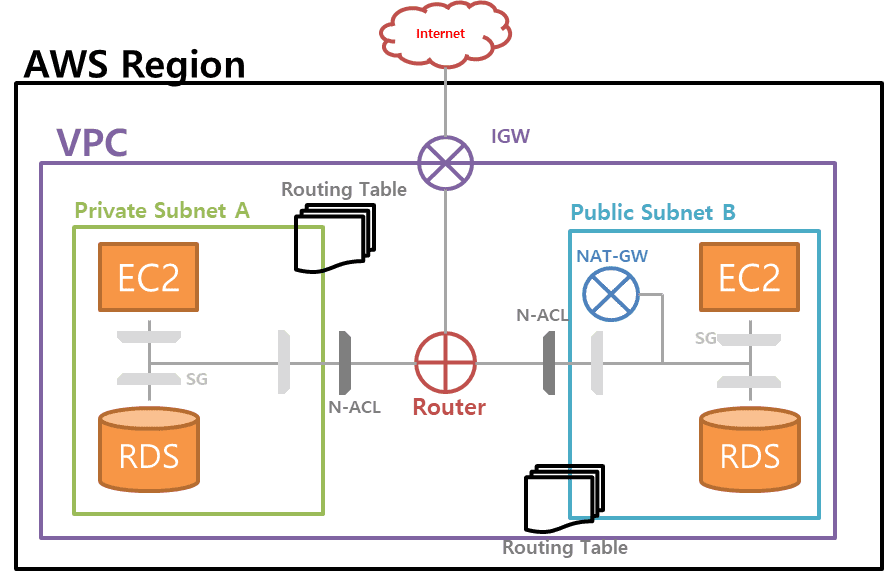 Internet
AWS Region
IGW
VPC
Routing Table
Private Subnet A
Public Subnet B
EC2
NAT-GW
EC2
N-ACL
SG
SG
N-ACL
Router
RDS
RDS
Routing Table